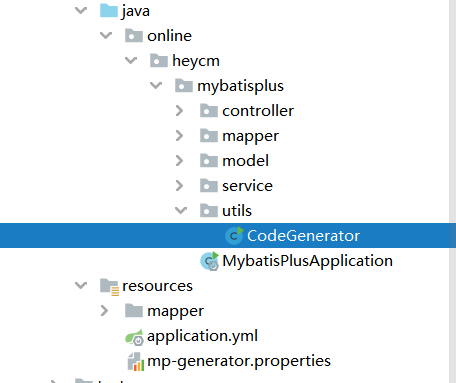 java
online
heycm
mybatisplus
controller
mapper
model
service
utils
CodeGenerator
MybatisPlusApplication
resources
mapper
application.yml
mp-generator.properties